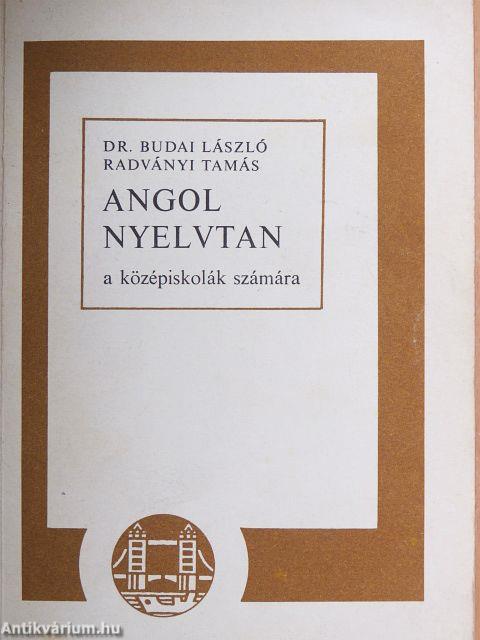 DR. BUDAI LÁSZLÓ
RADVÁNYI TAMÁS
ANGOL
NYELVTAN
a középiskolák számára
Antikvárium.hu